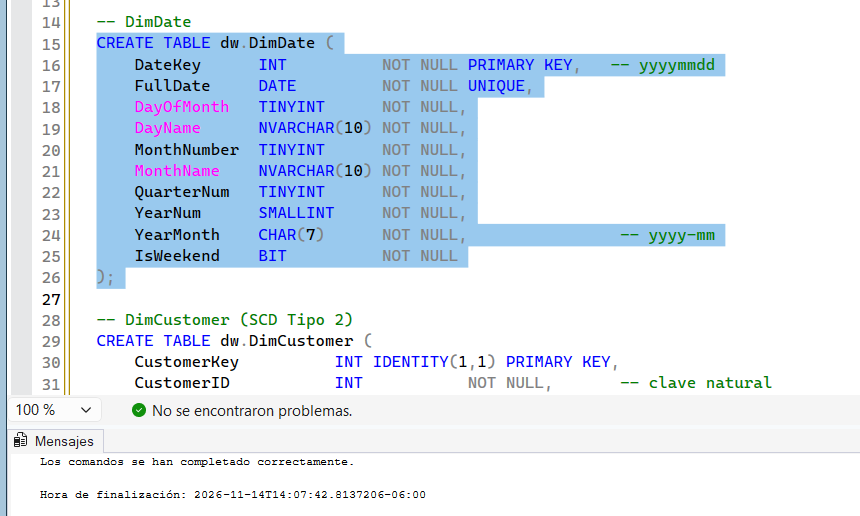 13
14 -- DimDate
15 CREATE TABLE dw.DimDate (
16 DateKey INT NOT NULL PRIMARY KEY, -- yyyymmdd
17 FullDate DATE NOT NULL UNIQUE,
18 DayOfMonth TINYINT NOT NULL,
19 DayName NVARCHAR(10) NOT NULL,
20 MonthNumber TINYINT NOT NULL,
21 MonthName NVARCHAR(10) NOT NULL,
22 QuarterNum TINYINT NOT NULL,
23 YearNum SMALLINT NOT NULL,
24 YearMonth CHAR(7) NOT NULL, -- yyyy-mm
25 IsWeekend BIT NOT NULL
26 );
27
28 -- DimCustomer (SCD Tipo 2)
29 CREATE TABLE dw.DimCustomer (
30 CustomerKey INT IDENTITY(1,1) PRIMARY KEY,
31 CustomerID INT NOT NULL, -- clave natural
100 % No se encontraron problemas.
Mensajes
Los comandos se han completado correctamente.
Hora de finalización: 2026-11-14T14:07:42.8137206-06:00